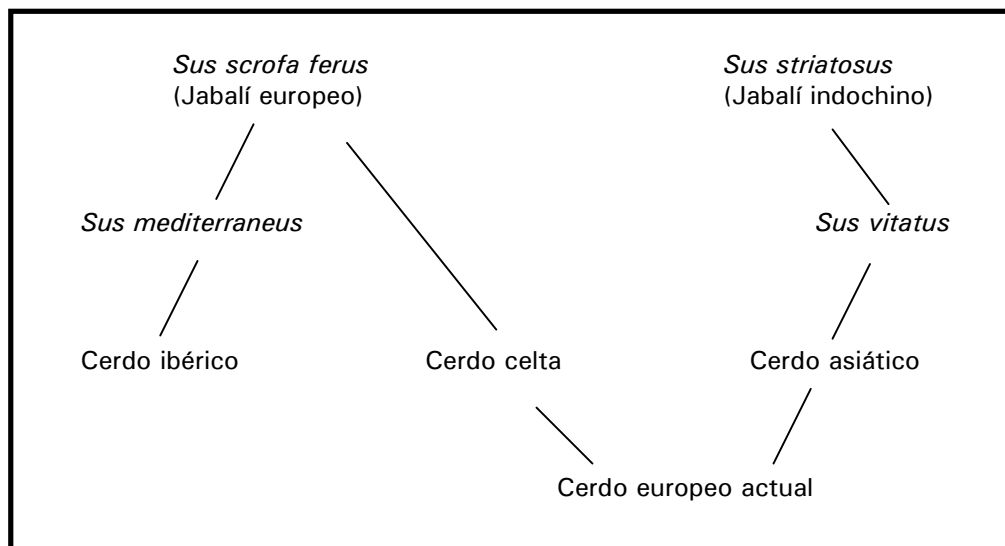 Sus scrofa ferus
(Jabalí europeo)
Sus striatosus
(Jabalí indochino)
Sus mediterraneus
Sus vitatus
Cerdo ibérico
Cerdo celta
Cerdo asiático
Cerdo europeo actual